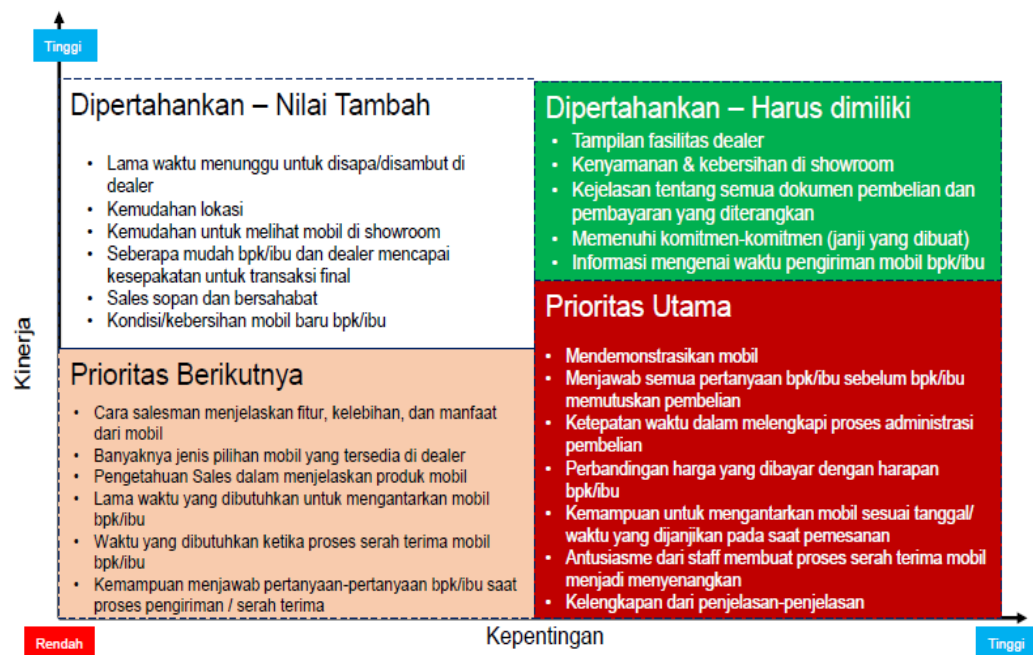 Tinggi
Dipertahankan – Nilai Tambah
• Lama waktu menunggu untuk disapa/disambut di
dealer
• Kemudahan lokasi
• Kemudahan untuk melihat mobil di showroom
• Seberapa mudah bpk/ibu dan dealer mencapai
kesepakatan untuk transaksi final
• Sales sopan dan bersahabat
• Kondisi/kebersihan mobil baru bpk/ibu
Dipertahankan – Harus dimiliki
• Tampilan fasilitas dealer
• Kenyamanan & kebersihan di showroom
• Kejelasan tentang semua dokumen pembelian dan
pembayaran yang diterangkan
• Memenuhi komitmen-komitmen (janji yang dibuat)
• Informasi mengenai waktu pengiriman mobil bpk/ibu
Kinerja
Prioritas Berikutnya
• Cara salesman menjelaskan fitur, kelebihan, dan manfaat
dari mobil
• Banyaknya jenis pilihan mobil yang tersedia di dealer
• Pengetahuan Sales dalam menjelaskan produk mobil
• Lama waktu yang dibutuhkan untuk mengantarkan mobil
bpk/ibu
• Waktu yang dibutuhkan ketika proses serah terima mobil
bpk/ibu
• Kemampuan menjawab pertanyaan-pertanyaan bpk/ibu saat
proses pengiriman / serah terima
Prioritas Utama
• Mendemonstrasikan mobil
• Menjawab semua pertanyaan bpk/ibu sebelum bpk/ibu
memutuskan pembelian
• Ketepatan waktu dalam melengkapi proses administrasi
pembelian
• Perbandingan harga yang dibayar dengan harapan
bpk/ibu
• Kemampuan untuk mengantarkan mobil sesuai tanggal/
waktu yang dijanjikan pada saat pemesanan
• Antusiasme dari staff membuat proses serah terima mobil
menjadi menyenangkan
• Kelengkapan dari penjelasan-penjelasan
Rendah
Kepentingan
Tinggi